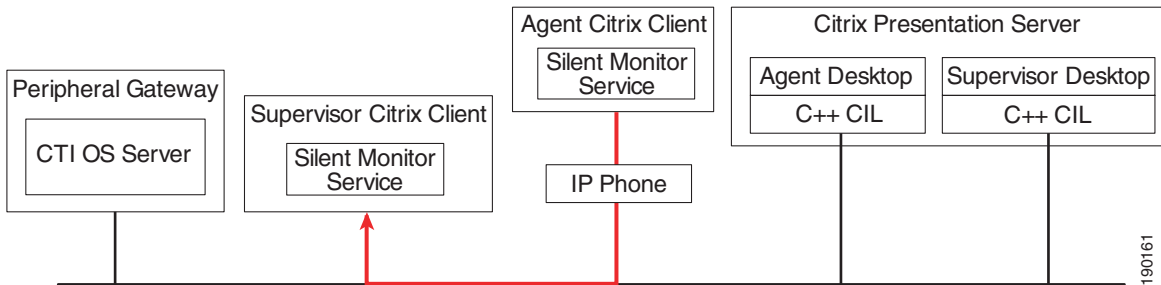 Peripheral Gateway
CTI OS Server
Supervisor Citrix Client
Silent Monitor
Service
Agent Citrix Client
Silent Monitor
Service
IP Phone
Citrix Presentation Server
Agent Desktop
C++ CIL
Supervisor Desktop
C++ CIL
190161